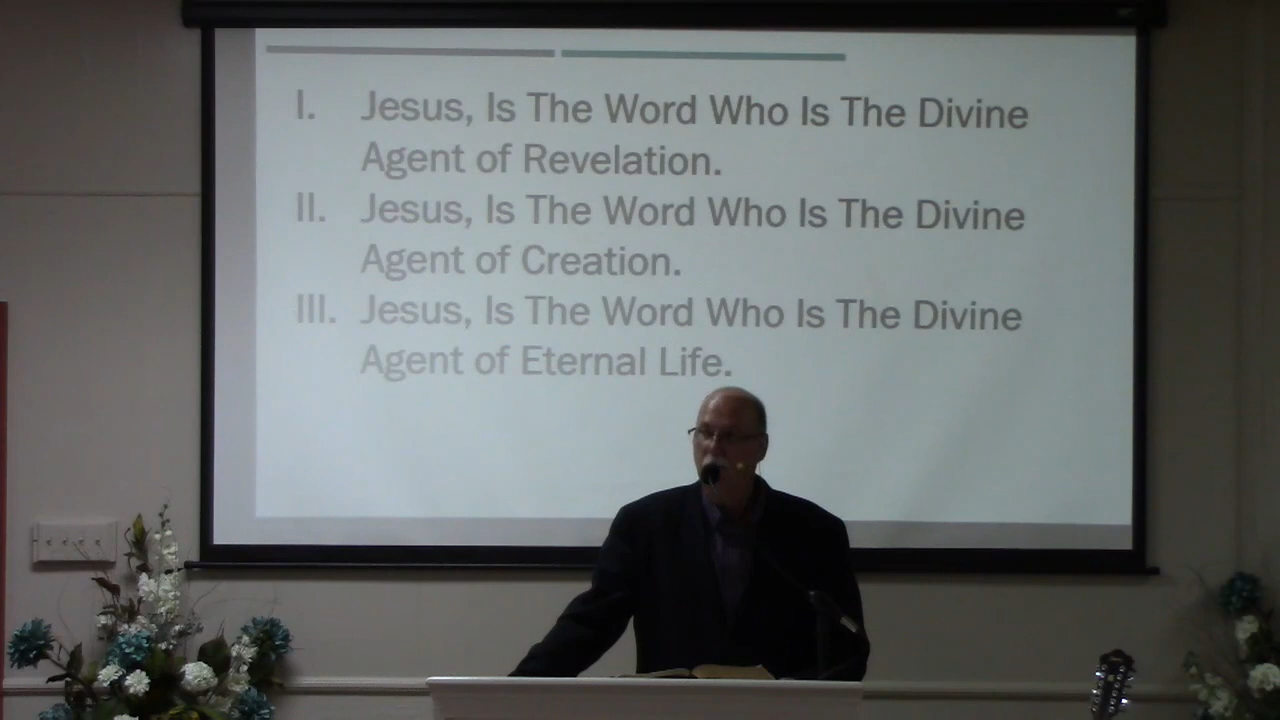 I. Jesus, Is The Word Who Is The Divine
Agent of Revelation.
II. Jesus, Is The Word Who Is The Divine
Agent of Creation.
III. Jesus, Is The Word Who Is The Divine
Agent of Eternal Life.